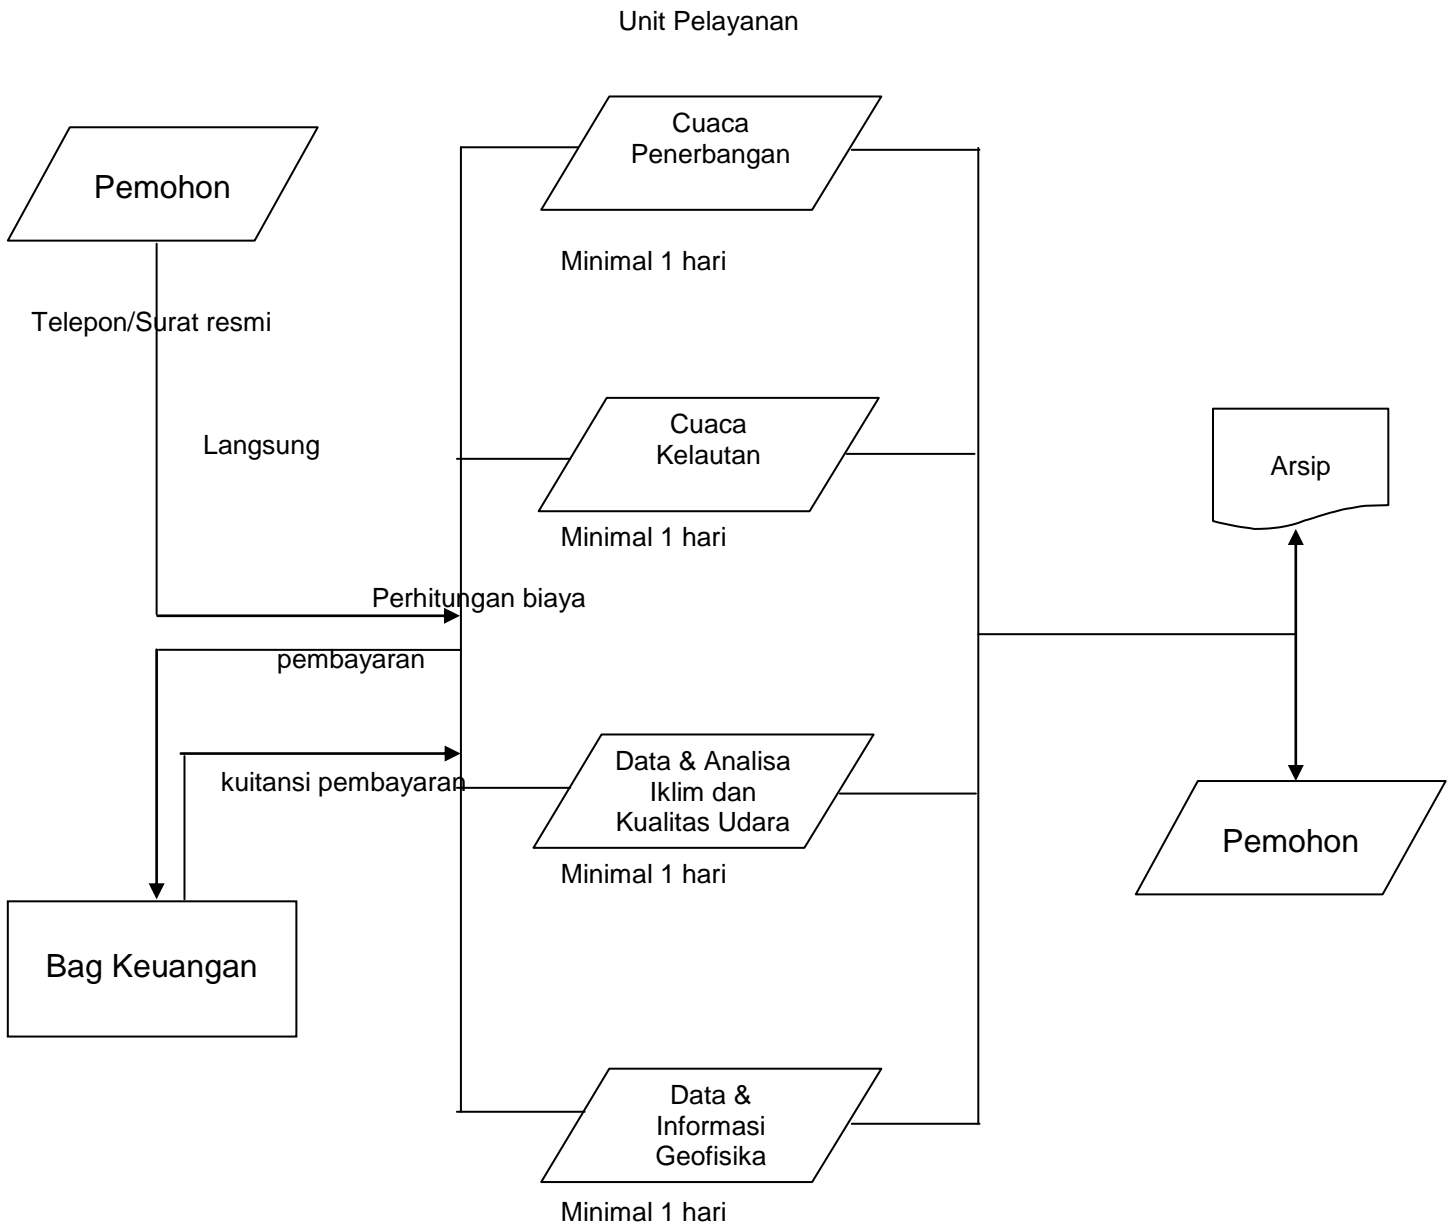 Unit Pelayanan
Cuaca
Penerbangan
Pemohon
Minimal 1 hari
Telepon/Surat resmi
Langsung
Cuaca
Kelautan
Arsip
Minimal 1 hari
Perhitungan biaya
pembayaran
kuitansi pembayaran
Data & Analisa
Iklim dan
Kualitas Udara
Pemohon
Minimal 1 hari
Bag Keuangan
Data &
Informasi
Geofisika
Minimal 1 hari